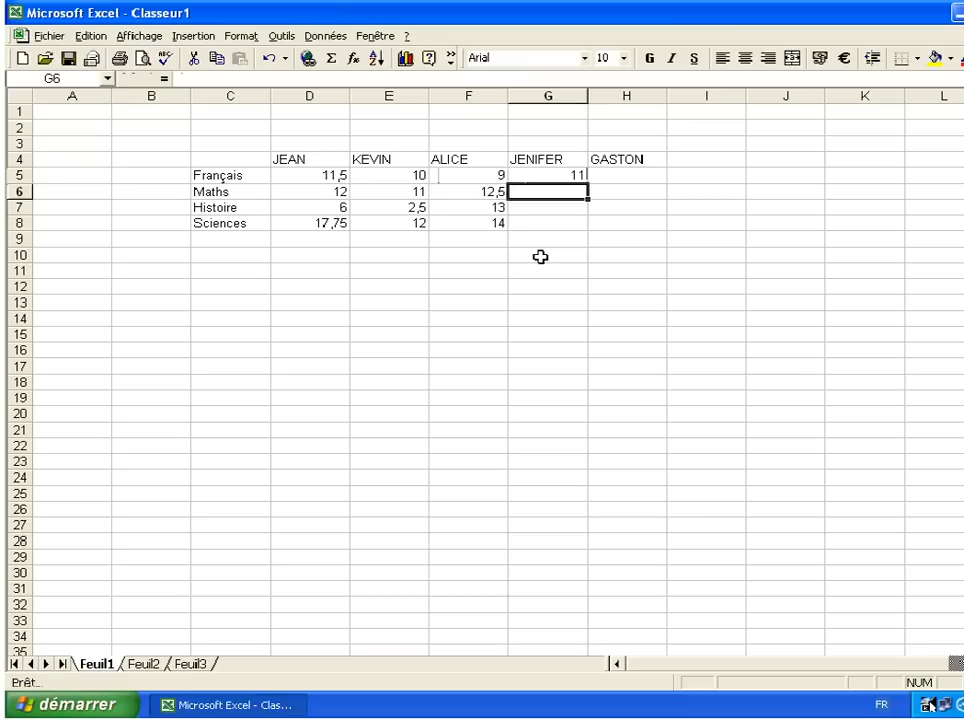 Microsoft Excel - Classeur1
Fichier Edition Affichage Insertion Format Outils Données Fenêtre ?
Σ fx Arial 10 G I S €
G6 =
A B C D E F G H I J K L
1
2
3
4 JEAN KEVIN ALICE JENIFER GASTON
5 Français 11,5 10 9 11
6 Maths 12 11 12,5
7 Histoire 6 2,5 13
8 Sciences 17,75 12 14
9
10
11
12
13
14
15
16
17
18
19
20
21
22
23
24
25
26
27
28
29
30
31
32
33
34
35
Feuil1 Feuil2 Feuil3
Prêt... NUM
démarrer Microsoft Excel - Clas... FR